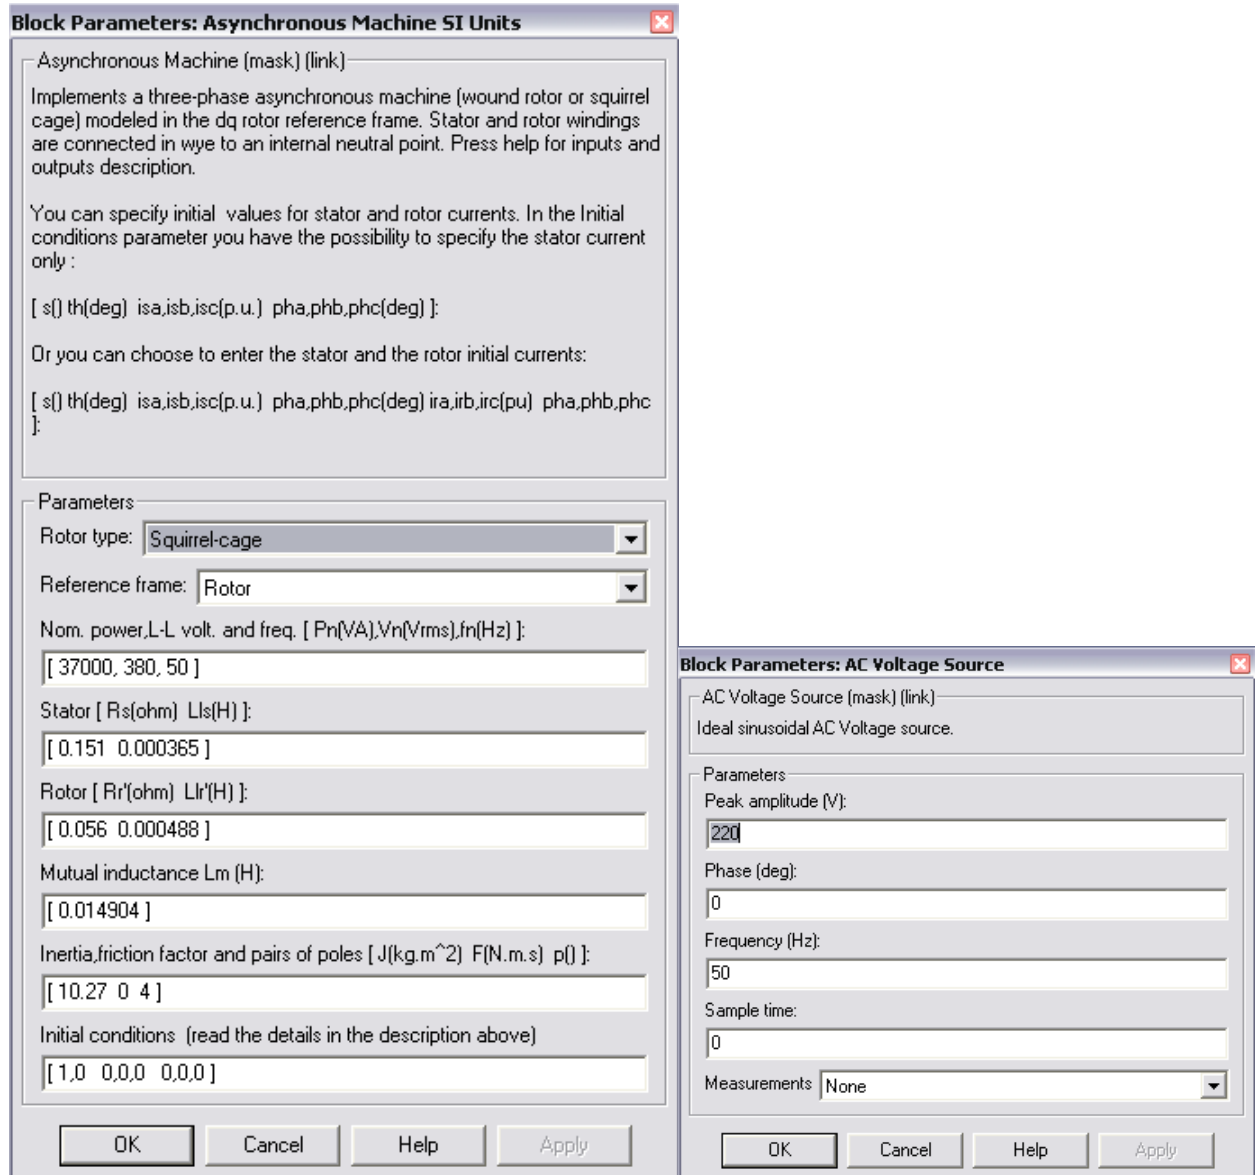 Block Parameters: Asynchronous Machine SI Units
Asynchronous Machine (mask) (link)
Implements a three-phase asynchronous machine (wound rotor or squirrel
cage) modeled in the dq rotor reference frame. Stator and rotor windings
are connected in wye to an internal neutral point. Press help for inputs and
outputs description.
You can specify initial values for stator and rotor currents. In the Initial
conditions parameter you have the possibility to specify the stator current
only :
[ s() th(deg) isa,isb,isc(p.u.) pha,phb,phc(deg) ]:
Or you can choose to enter the stator and the rotor initial currents:
[ s() th(deg) isa,isb,isc(p.u.) pha,phb,phc(deg) ira,irb,irc(pu) pha,phb,phc
]:
Parameters
Rotor type: Squirrel-cage
Reference frame: Rotor
Nom. power,L-L volt. and freq. [ Pn(VA),Vn(Vrms),fn(Hz) ]:
[ 37000, 380, 50 ]
Stator [ Rs(ohm) Lls(H) ]:
[ 0.151 0.000365 ]
Rotor [ Rr'(ohm) Llr'(H) ]:
[ 0.056 0.000488 ]
Mutual inductance Lm (H):
[ 0.014904 ]
Inertia,friction factor and pairs of poles [ J(kg.m^2) F(N.m.s) p() ]:
[ 10.27 0 4 ]
Initial conditions (read the details in the description above)
[ 1,0 0,0,0 0,0,0 ]
OK Cancel Help Apply
Block Parameters: AC Voltage Source
AC Voltage Source (mask) (link)
Ideal sinusoidal AC Voltage source.
Parameters
Peak amplitude (V):
220
Phase (deg):
0
Frequency (Hz):
50
Sample time:
0
Measurements None
OK Cancel Help Apply